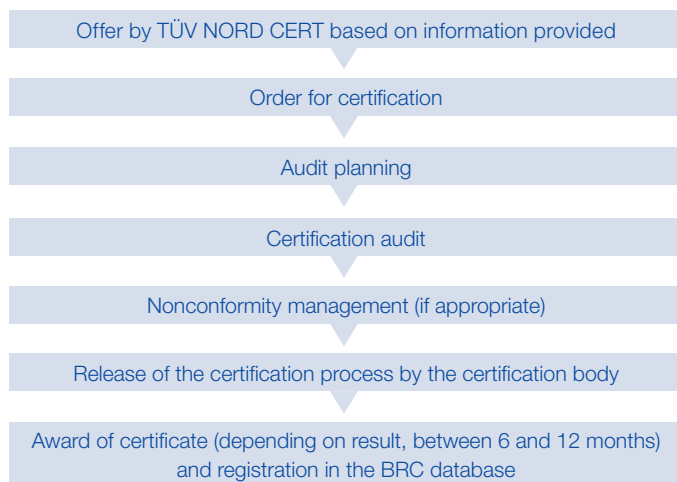 Offer by TÜV NORD CERT based on information provided
Order for certification
Audit planning
Certification audit
Nonconformity management (if appropriate)
Release of the certification process by the certification body
Award of certificate (depending on result, between 6 and 12 months)
and registration in the BRC database